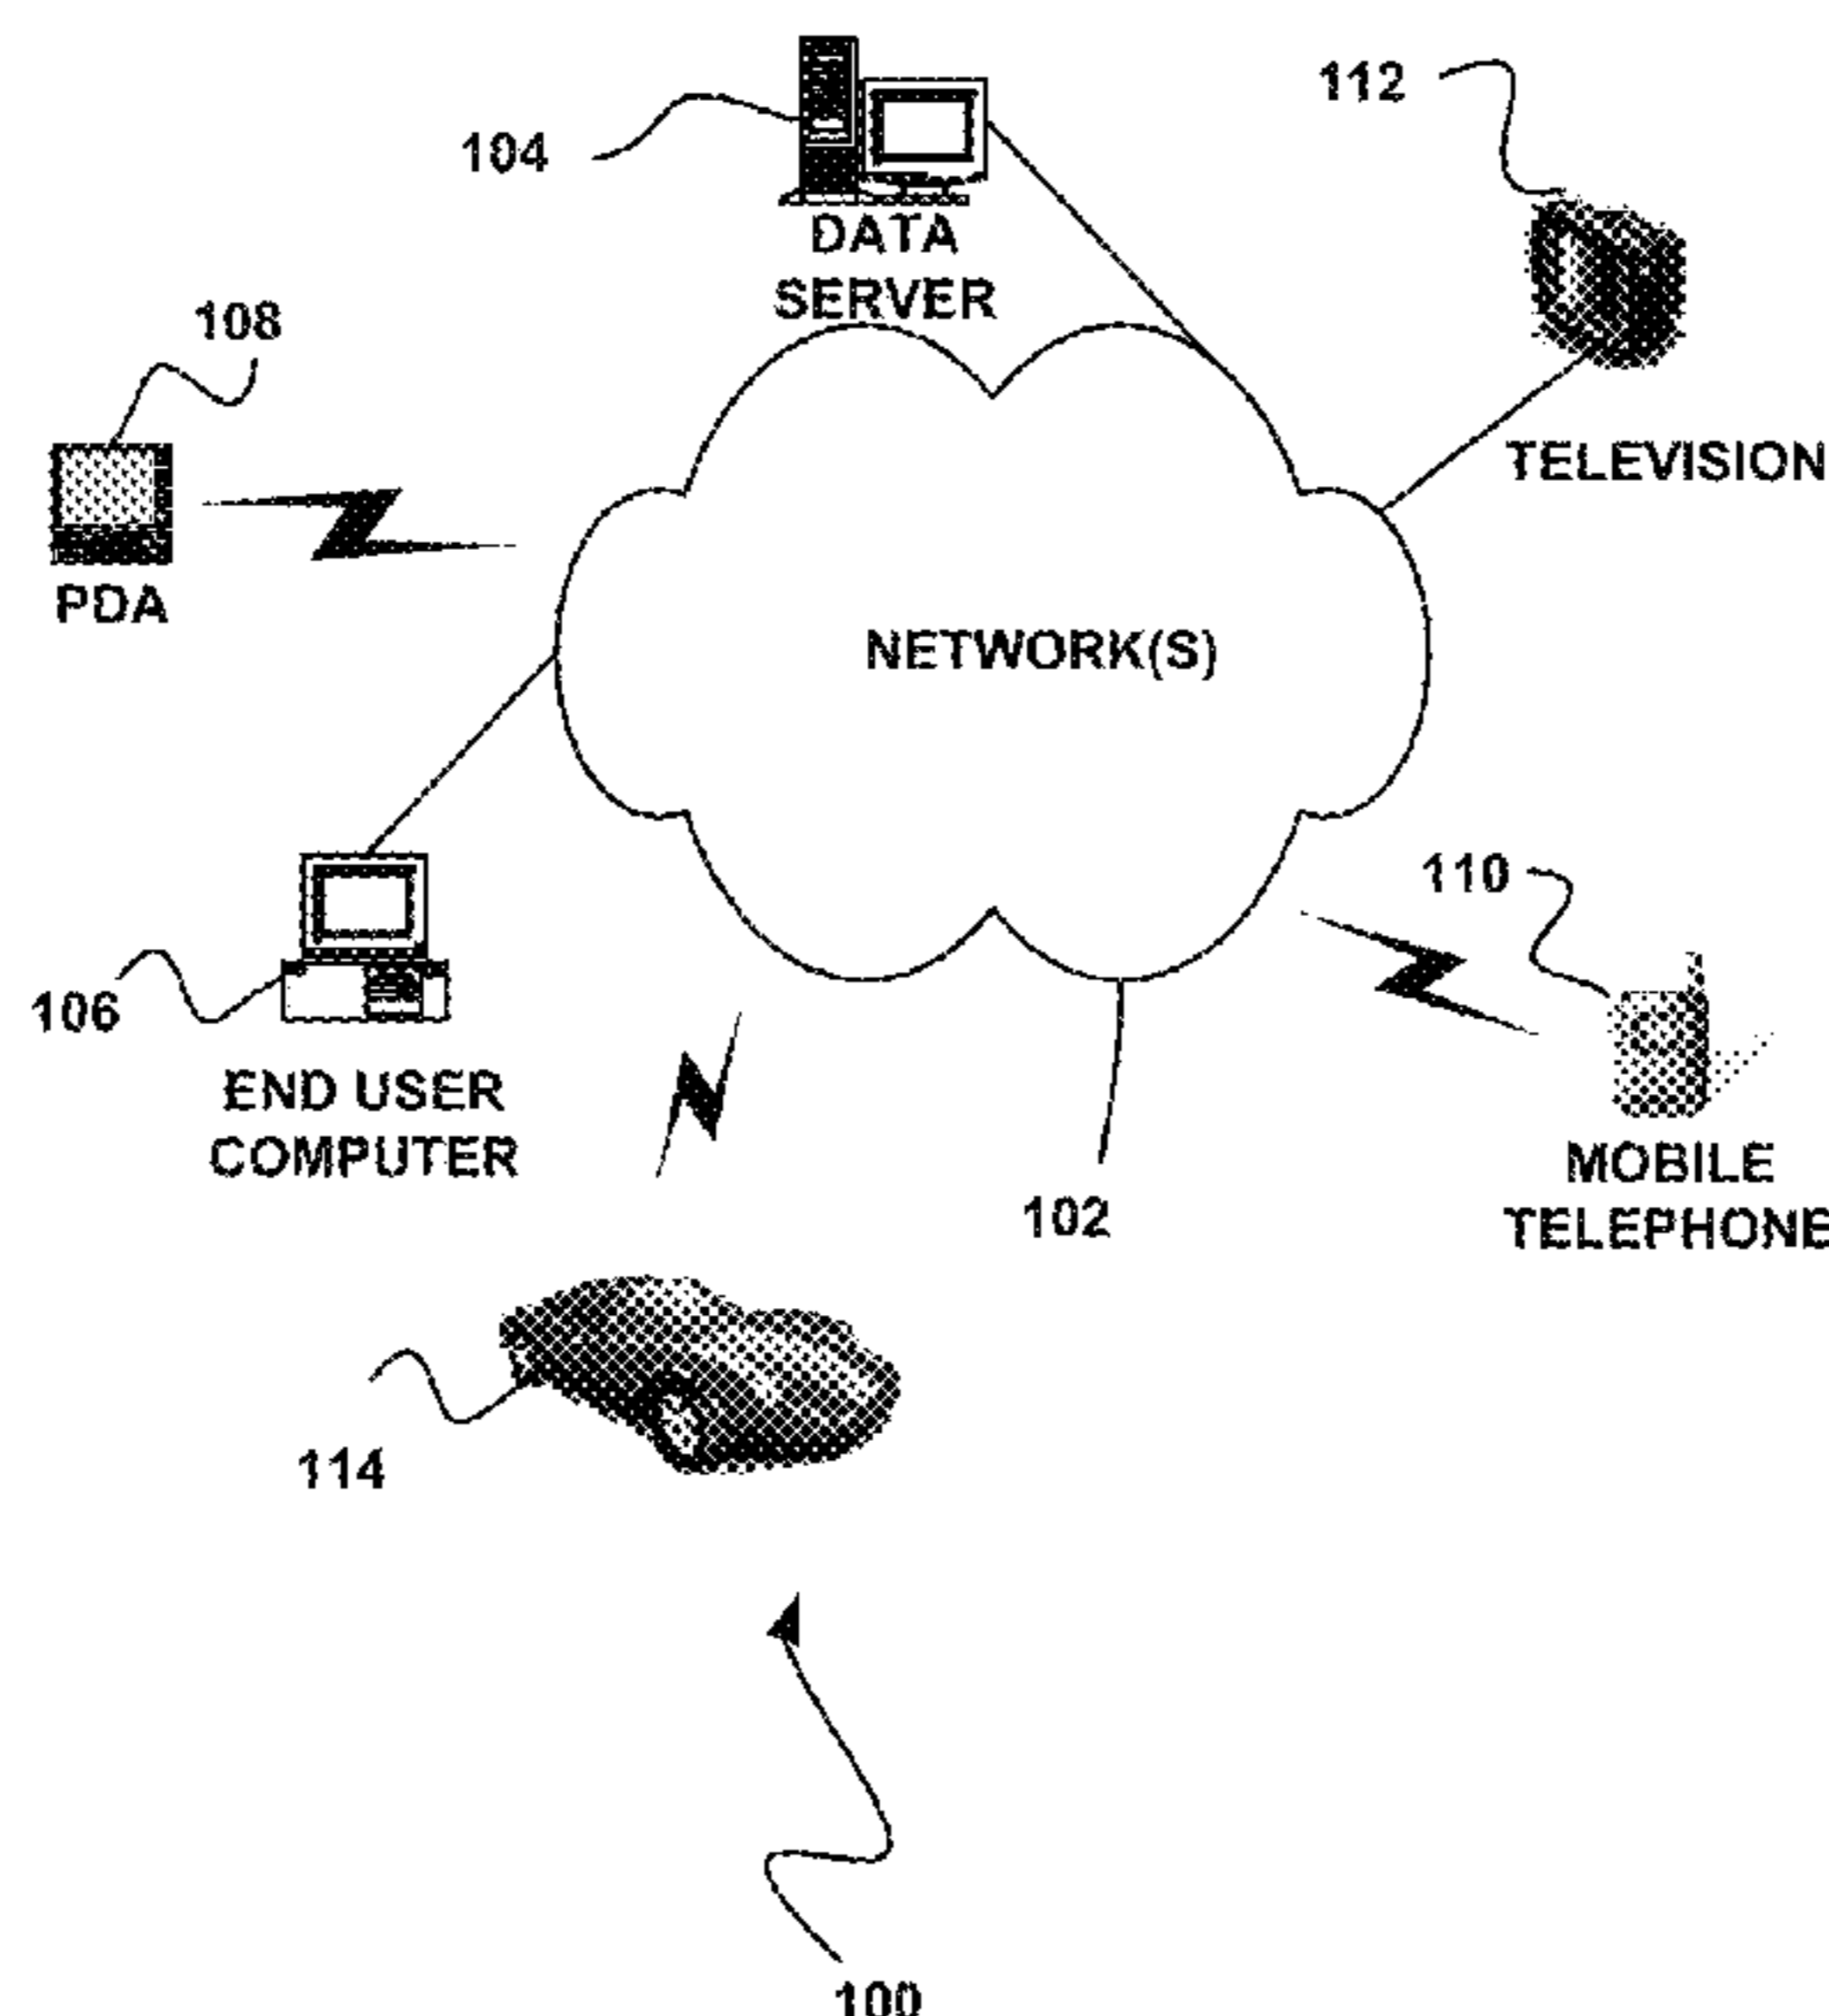 112
104
DATA
SERVER
108
TELEVISION
PDA
NETWORK(S)
110
106
END USER
COMPUTER
MOBILE
TELEPHONE
102
114
100